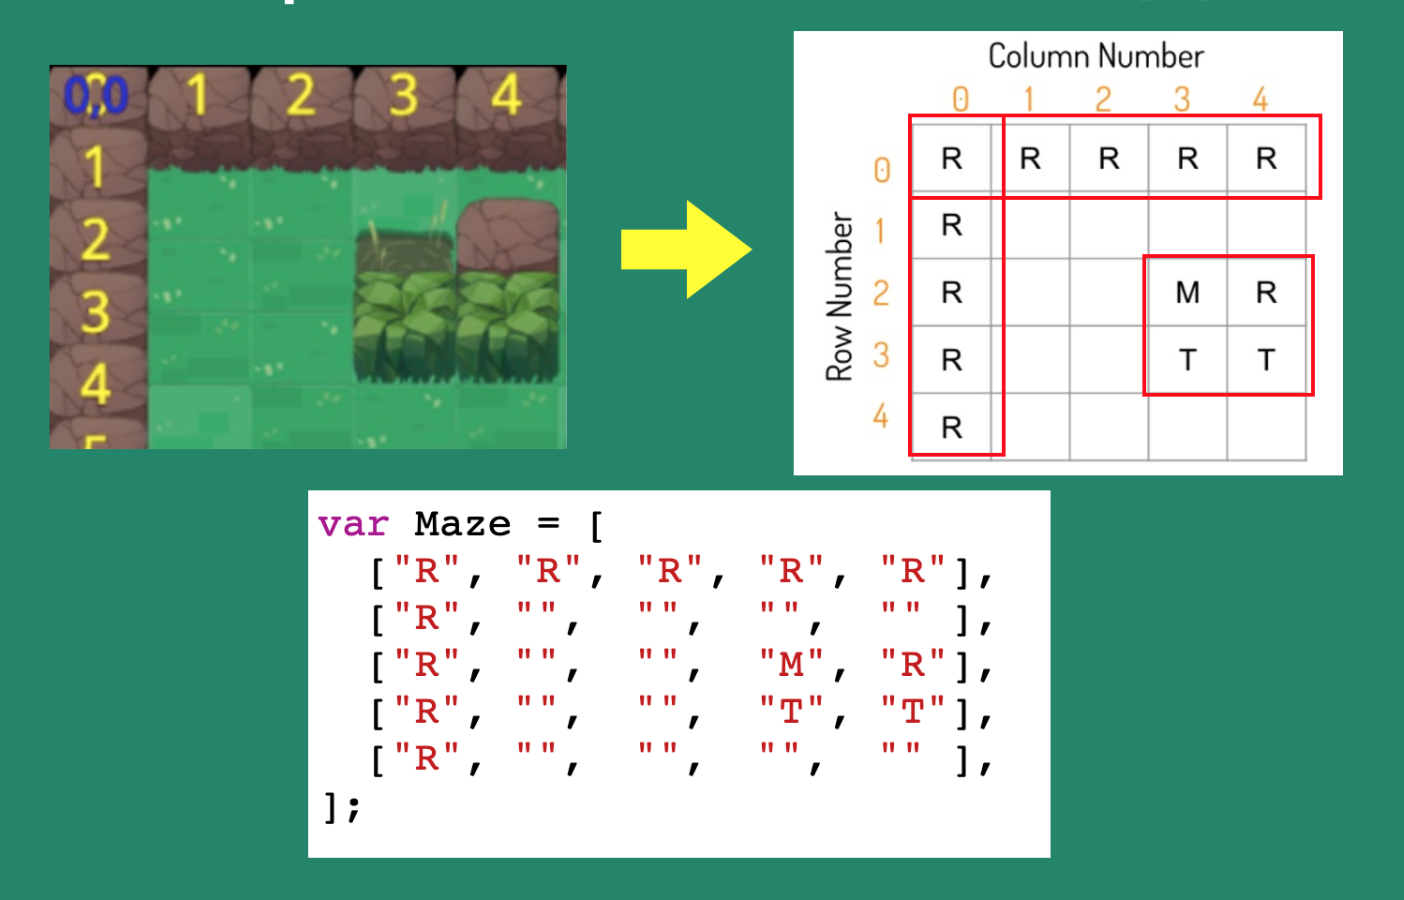 0,0 1 2 3 4
1
2
3
4
5
Column Number
0 1 2 3 4
Row Number
0 R R R R R
1 R
2 R M R
3 R T T
4 R
var Maze = [
["R", "R", "R", "R", "R"],
["R", "", "", "", "" ],
["R", "", "", "M", "R"],
["R", "", "", "T", "T"],
["R", "", "", "", "" ],
];